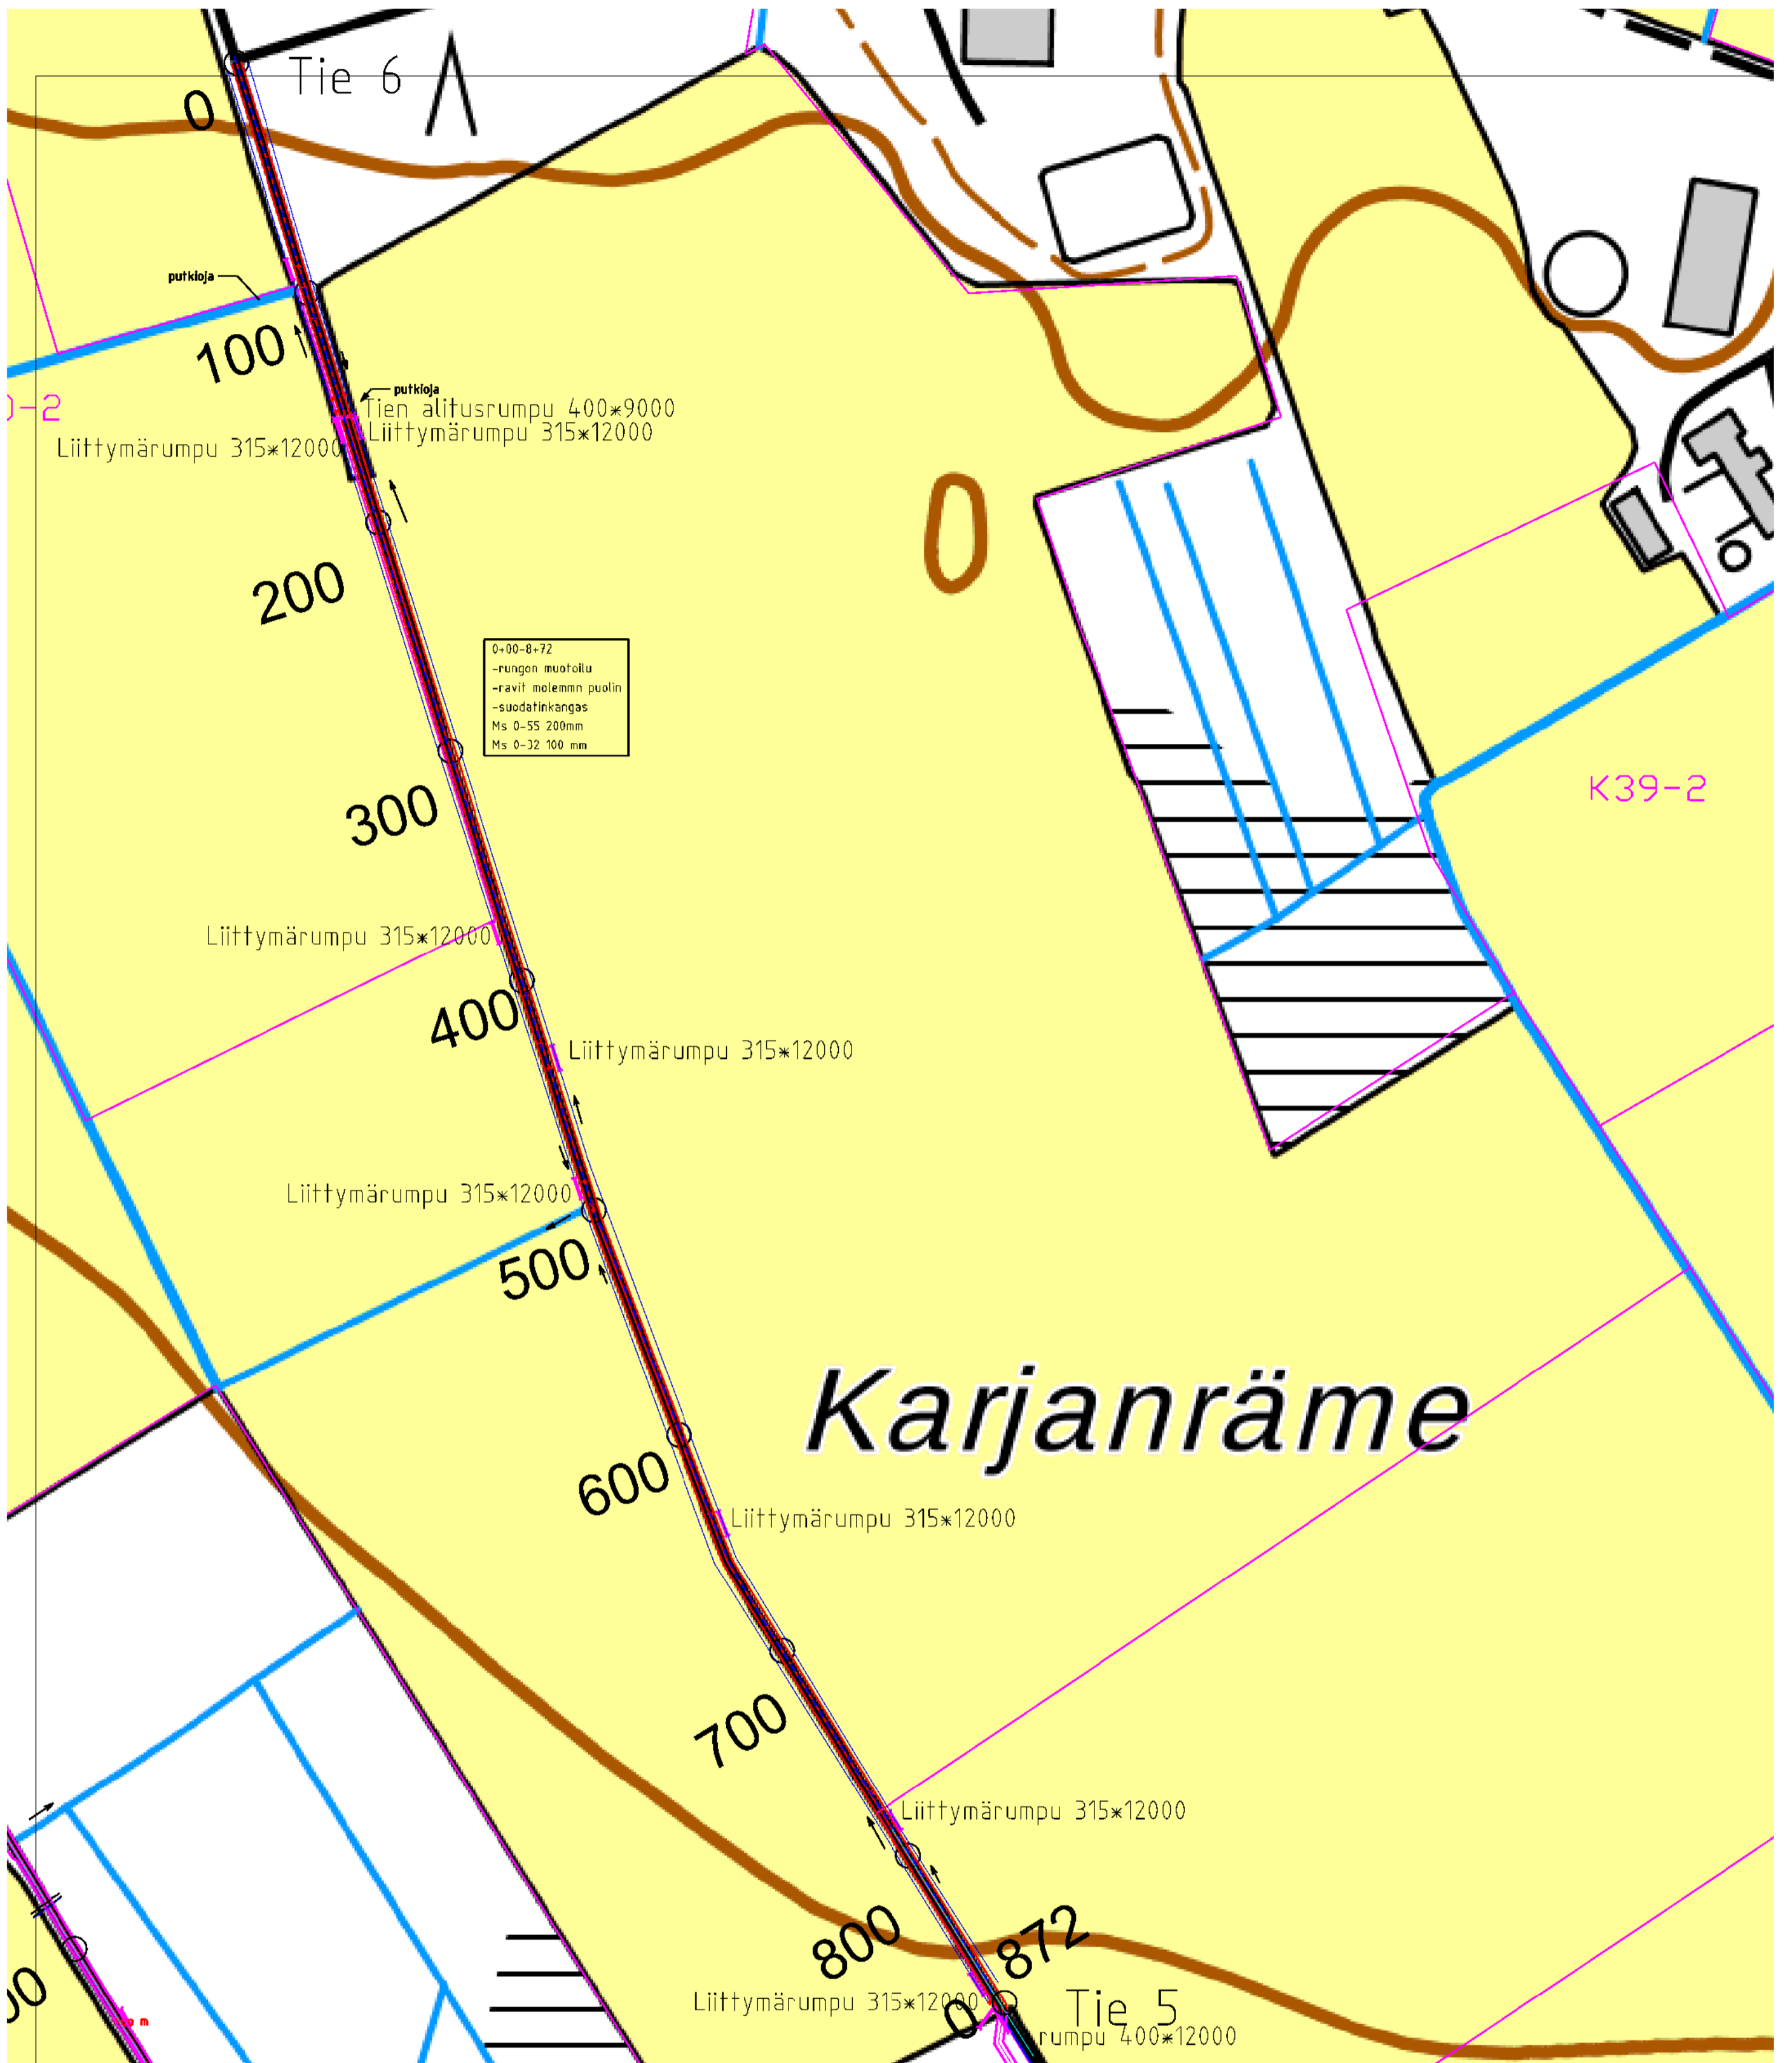 Tie 6
0
putkioja
100
putkioja
Tien alitusrumpu 400*9000
Liittymärumpu 315*12000
Liittymärumpu 315*12000
200
0+00-8+72
-rungon muotoilu
-ravit molemmn puolin
-suodatinkangas
Ms 0-55 200mm
Ms 0-32 100 mm
K39-2
300
Liittymärumpu 315*12000
400
Liittymärumpu 315*12000
Liittymärumpu 315*12000
500
Karjanräme
600
Liittymärumpu 315*12000
700
Liittymärumpu 315*12000
800
872
Liittymärumpu 315*12000
0
Tie 5
rumpu 400*12000